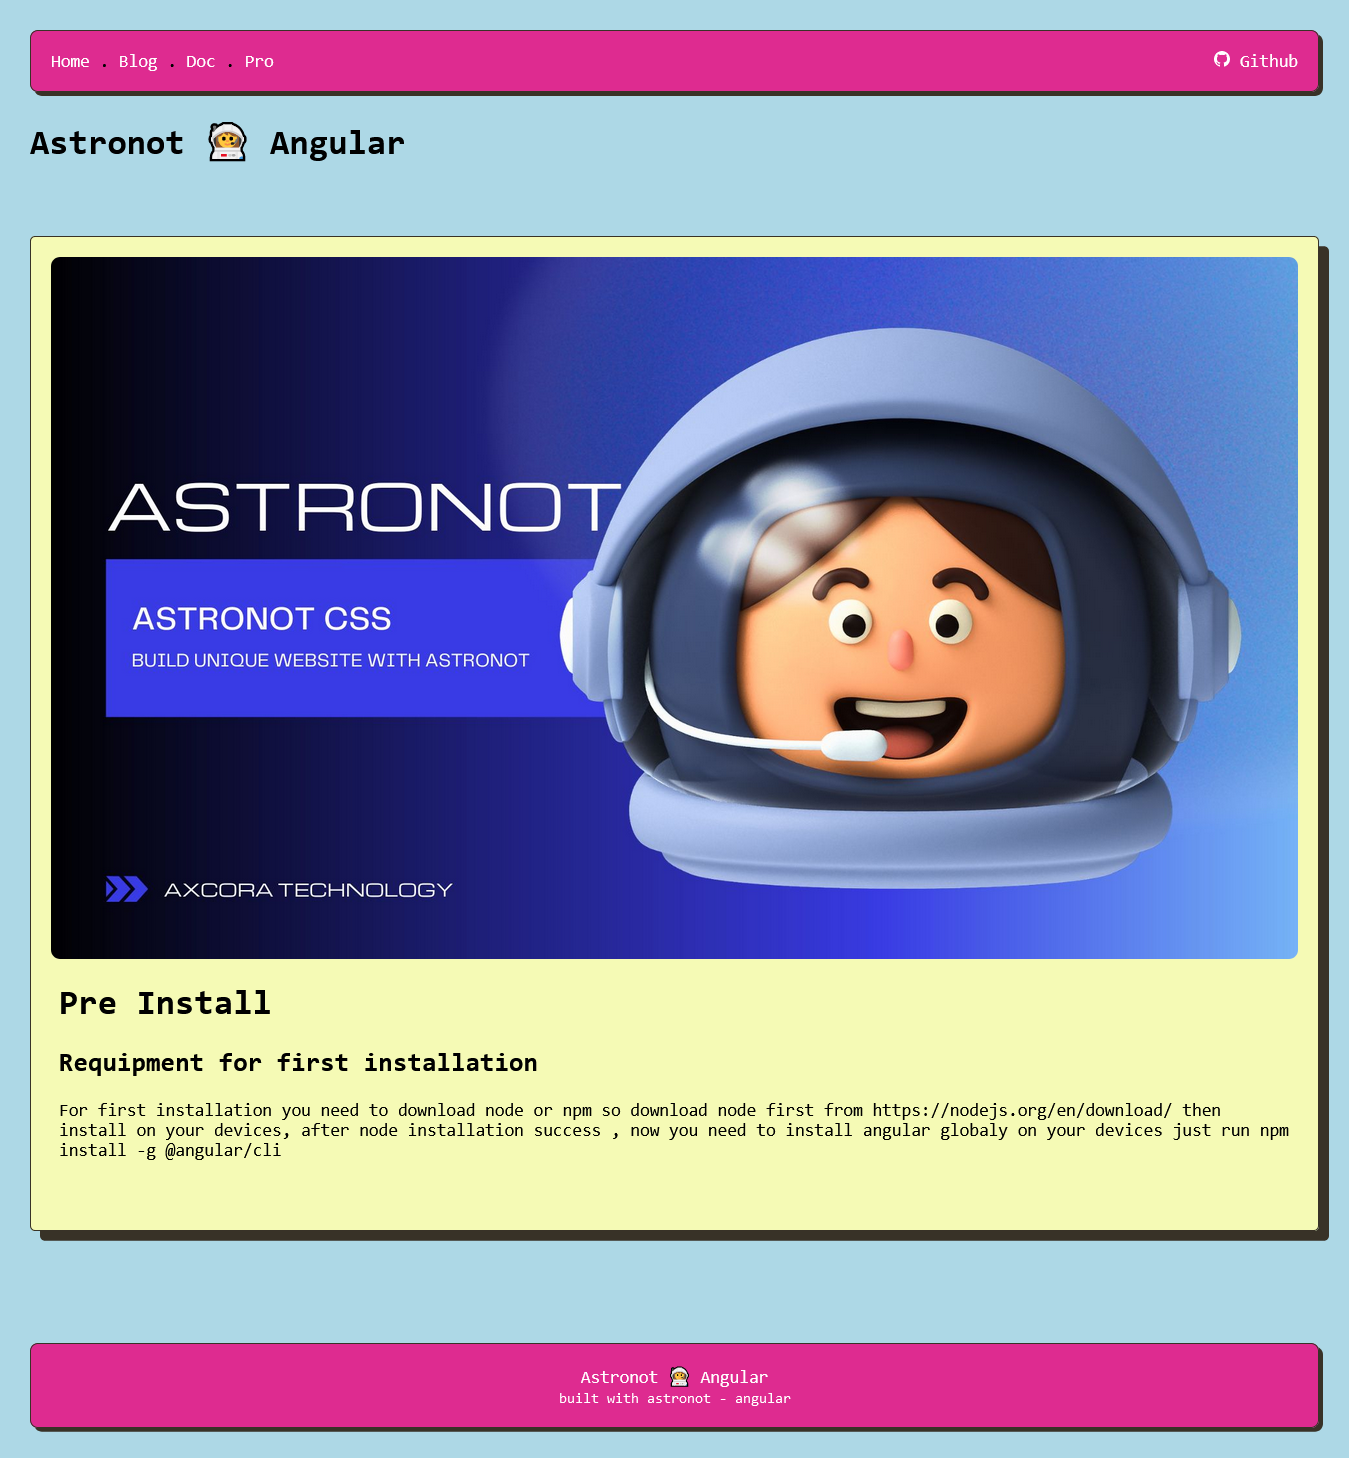 Home . Blog . Doc . Pro
Github
Astronot 👩‍🚀 Angular
ASTRONOT
ASTRONOT CSS
BUILD UNIQUE WEBSITE WITH ASTRONOT
AXCORA TECHNOLOGY
Pre Install
Requipment for first installation
For first installation you need to download node or npm so download node first from https://nodejs.org/en/download/ then
install on your devices, after node installation success , now you need to install angular globaly on your devices just run npm
install -g @angular/cli
Astronot 👩‍🚀 Angular
built with astronot - angular